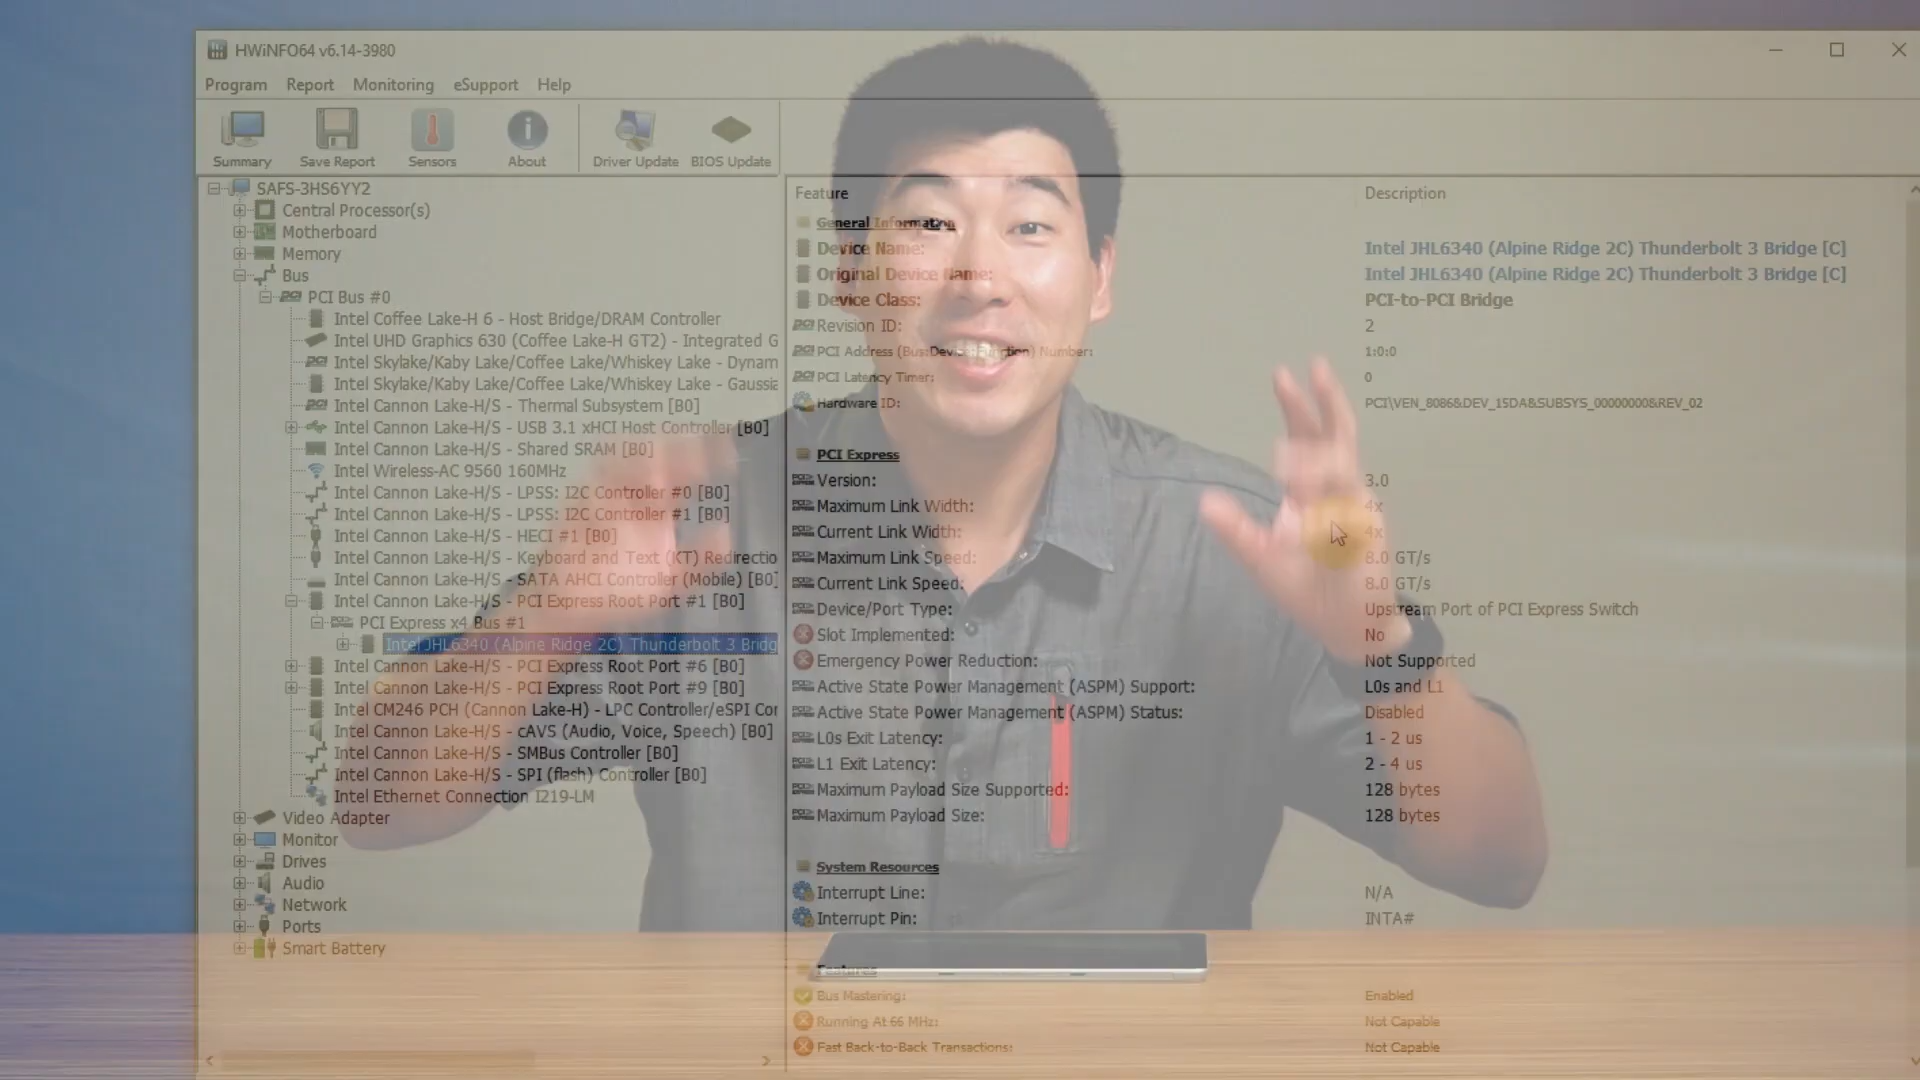 HWiNFO64 v6.14-3980
Program Report Monitoring eSupport Help
Summary Save Report Sensors About Driver Update BIOS Update
SAFS-3HS6YY2
Central Processor(s)
Motherboard
Memory
Bus
PCI Bus #0
Intel Coffee Lake-H 6 - Host Bridge/DRAM Controller
Intel UHD Graphics 630 (Coffee Lake-H GT2) - Integrated G
Intel Skylake/Kaby Lake/Coffee Lake/Whiskey Lake - Dynam
Intel Skylake/Kaby Lake/Coffee Lake/Whiskey Lake - Gaussia
Intel Cannon Lake-H/S - Thermal Subsystem [B0]
Intel Cannon Lake-H/S - USB 3.1 xHCI Host Controller [B0]
Intel Cannon Lake-H/S - Shared SRAM [B0]
Intel Wireless-AC 9560 160MHz
Intel Cannon Lake-H/S - LPSS: I2C Controller #0 [B0]
Intel Cannon Lake-H/S - LPSS: I2C Controller #1 [B0]
Intel Cannon Lake-H/S - HECI #1 [B0]
Intel Cannon Lake-H/S - Keyboard and Text (KT) Redirectio
Intel Cannon Lake-H/S - SATA AHCI Controller (Mobile) [B0]
Intel Cannon Lake-H/S - PCI Express Root Port #1 [B0]
PCI Express x4 Bus #1
Intel JHL6340 (Alpine Ridge 2C) Thunderbolt 3 Bridg
Intel Cannon Lake-H/S - PCI Express Root Port #6 [B0]
Intel Cannon Lake-H/S - PCI Express Root Port #9 [B0]
Intel CM246 PCH (Cannon Lake-H) - LPC Controller/eSPI Cor
Intel Cannon Lake-H/S - cAVS (Audio, Voice, Speech) [B0]
Intel Cannon Lake-H/S - SMBus Controller [B0]
Intel Cannon Lake-H/S - SPI (flash) Controller [B0]
Intel Ethernet Connection I219-LM
Video Adapter
Monitor
Drives
Audio
Network
Ports
Smart Battery
Feature Description
General Information
Device Name: Intel JHL6340 (Alpine Ridge 2C) Thunderbolt 3 Bridge [C]
Original Device Name: Intel JHL6340 (Alpine Ridge 2C) Thunderbolt 3 Bridge [C]
Device Class: PCI-to-PCI Bridge
Revision ID: 2
PCI Address (Bus:Device:Function) Number: 1:0:0
PCI Latency Timer: 0
Hardware ID: PCI\VEN_8086&DEV_15DA&SUBSYS_00000000&REV_02
PCI Express
Version: 3.0
Maximum Link Width: 4x
Current Link Width: 4x
Maximum Link Speed: 8.0 GT/s
Current Link Speed: 8.0 GT/s
Device/Port Type: Upstream Port of PCI Express Switch
Slot Implemented: No
Emergency Power Reduction: Not Supported
Active State Power Management (ASPM) Support: L0s and L1
Active State Power Management (ASPM) Status: Disabled
L0s Exit Latency: 1 - 2 us
L1 Exit Latency: 2 - 4 us
Maximum Payload Size Supported: 128 bytes
Maximum Payload Size: 128 bytes
System Resources
Interrupt Line: N/A
Interrupt Pin: INTA#
Features
Bus Mastering: Enabled
Running At 66 MHz: Not Capable
Fast Back-to-Back Transactions: Not Capable